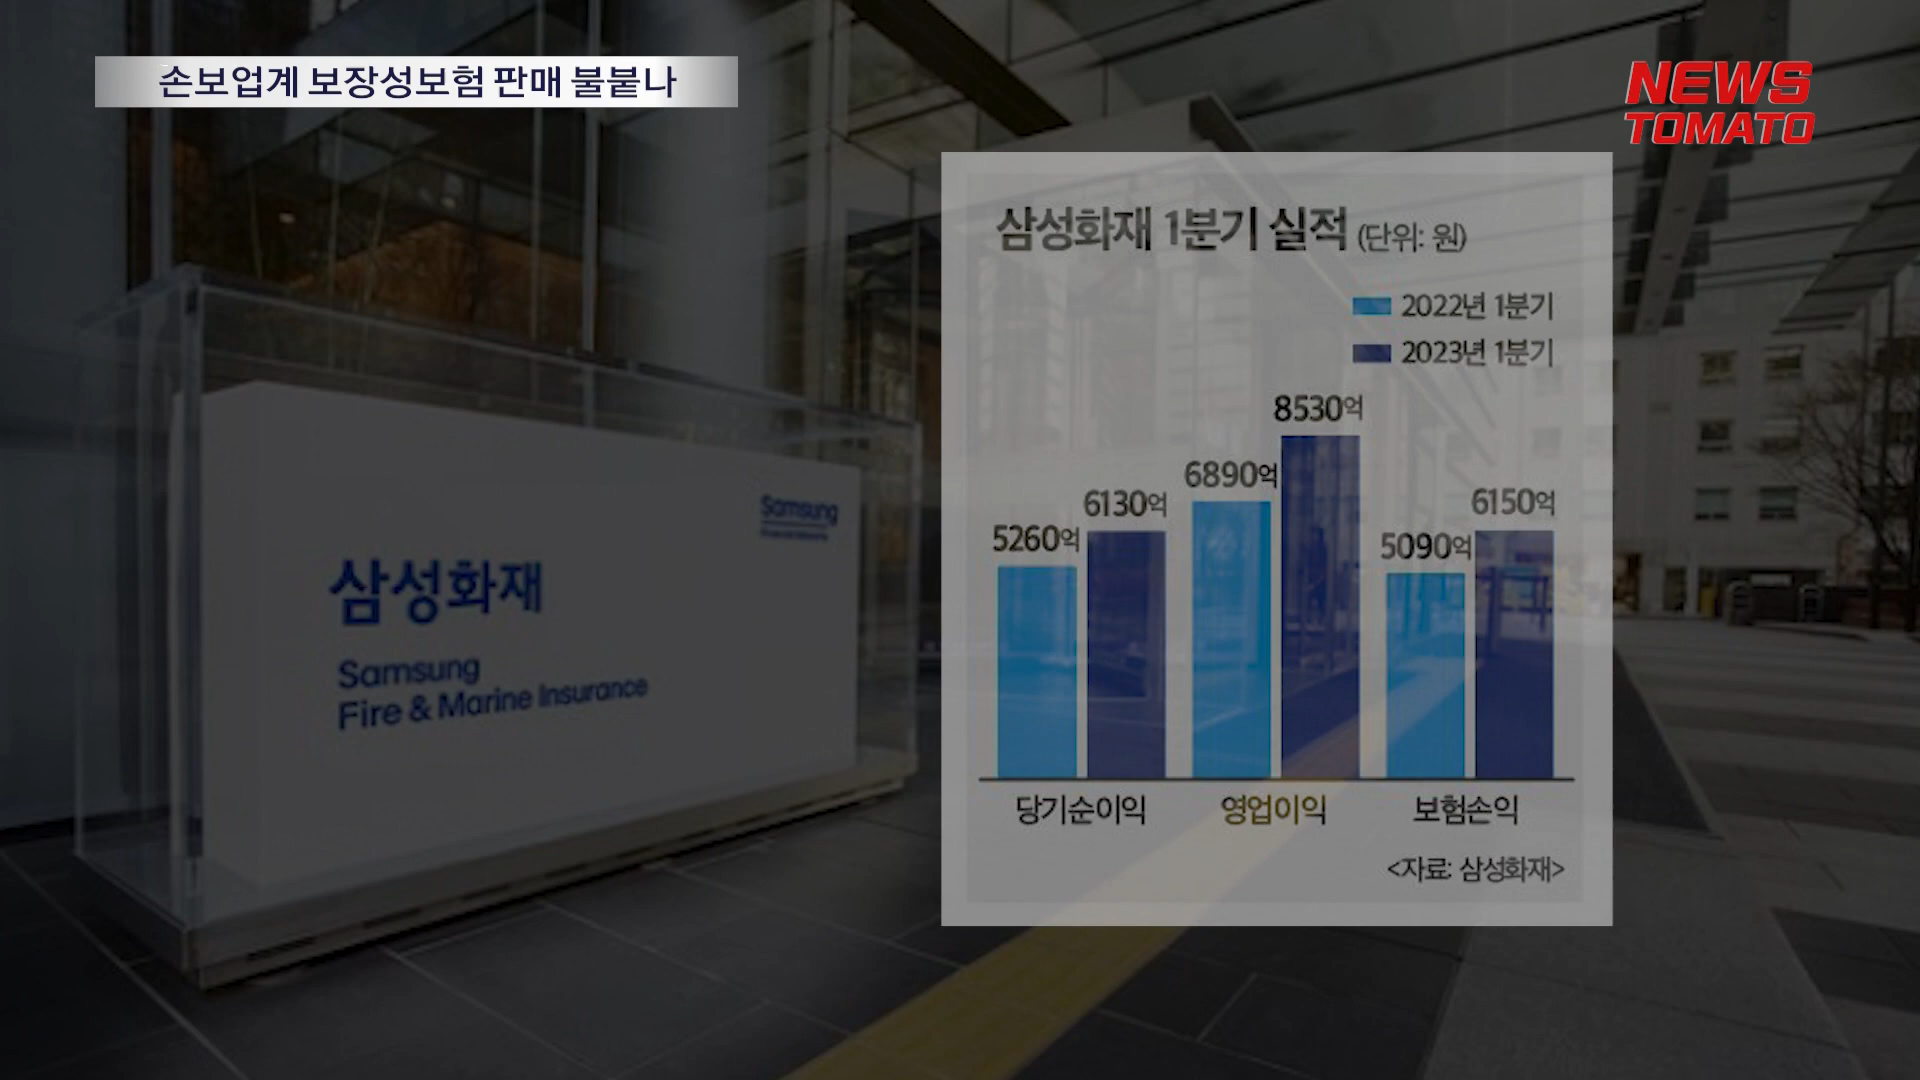 손보업계 보장성보험 판매 불붙나
NEWS
TOMATO
삼성화재 1분기 실적 (단위: 원)
2022년 1분기
2023년 1분기
5260억
6130억
6890억
8530억
5090억
6150억
당기순이익
영업이익
보험손익
<자료: 삼성화재>
삼성화재
Samsung
Fire & Marine Insurance
Samsung